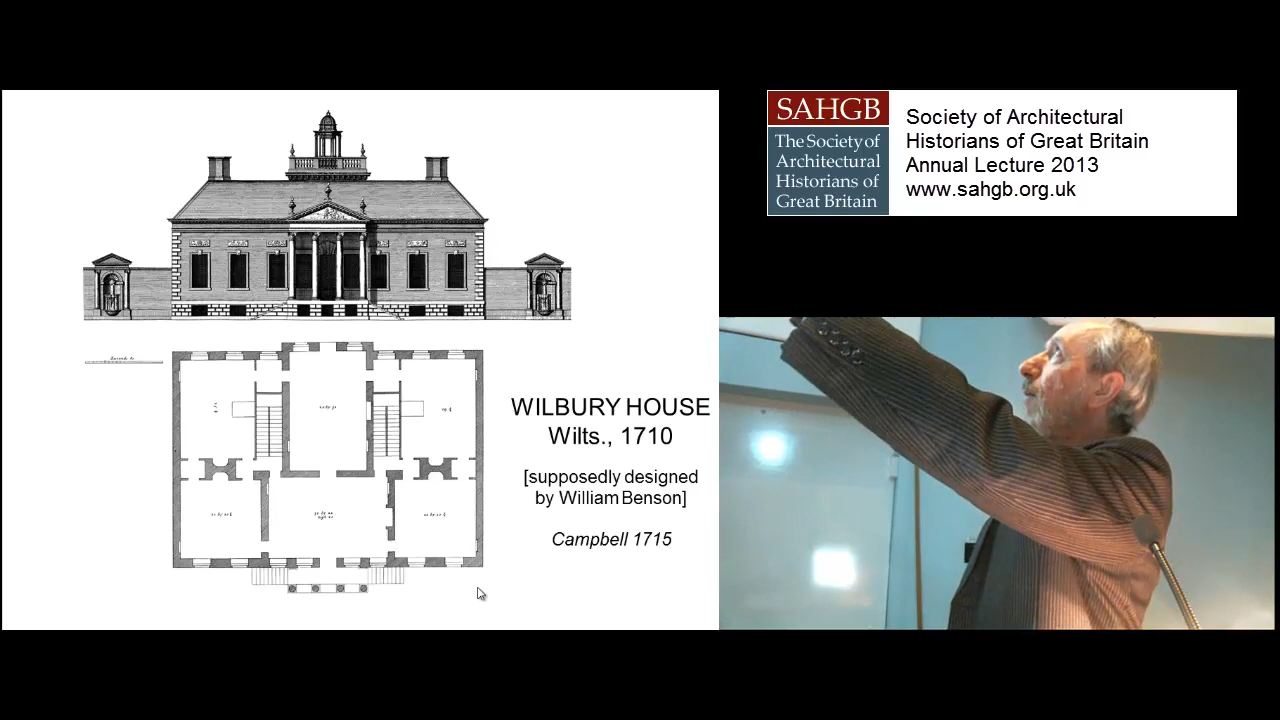 WILBURY HOUSE
Wilts., 1710
[supposedly designed
by William Benson]
Campbell 1715
SAHGB
The Society of
Architectural
Historians of
Great Britain
Society of Architectural
Historians of Great Britain
Annual Lecture 2013
www.sahgb.org.uk